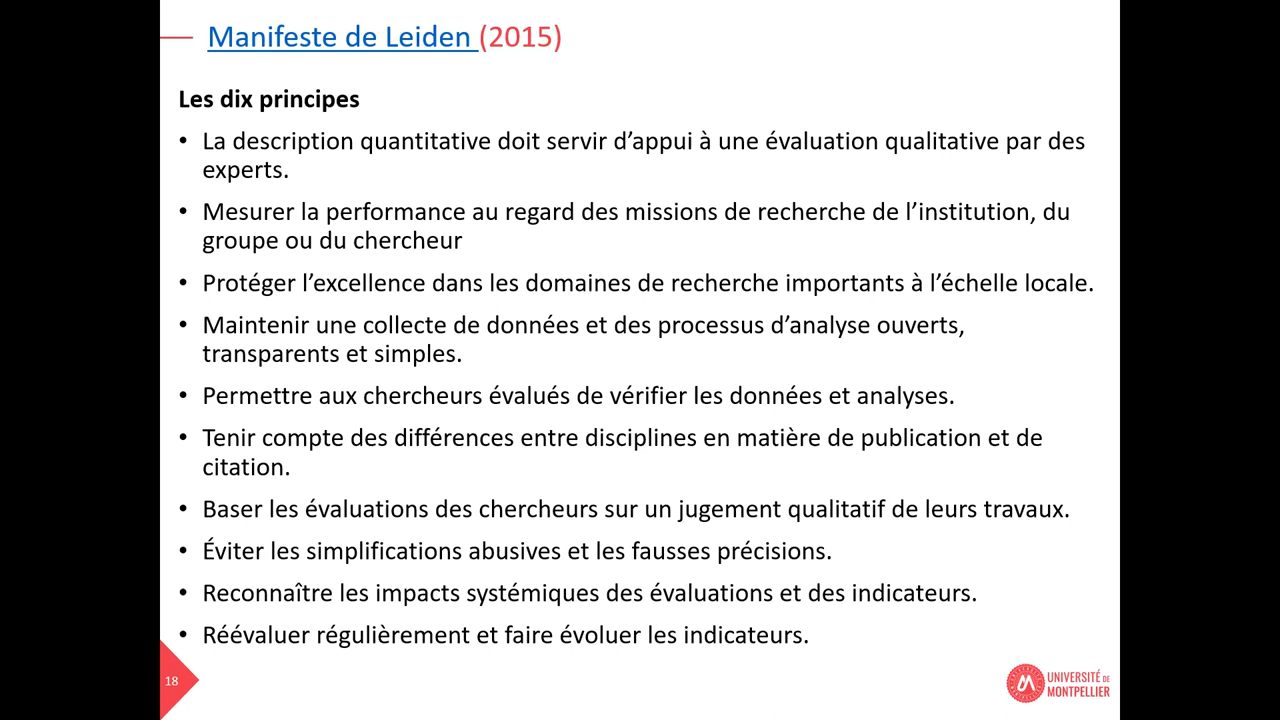 Manifeste de Leiden (2015)
Les dix principes
• La description quantitative doit servir d’appui à une évaluation qualitative par des
experts.
• Mesurer la performance au regard des missions de recherche de l’institution, du
groupe ou du chercheur
• Protéger l’excellence dans les domaines de recherche importants à l’échelle locale.
• Maintenir une collecte de données et des processus d’analyse ouverts,
transparents et simples.
• Permettre aux chercheurs évalués de vérifier les données et analyses.
• Tenir compte des différences entre disciplines en matière de publication et de
citation.
• Baser les évaluations des chercheurs sur un jugement qualitatif de leurs travaux.
• Éviter les simplifications abusives et les fausses précisions.
• Reconnaître les impacts systémiques des évaluations et des indicateurs.
• Réévaluer régulièrement et faire évoluer les indicateurs.
18
UNIVERSITÉ DE
MONTPELLIER